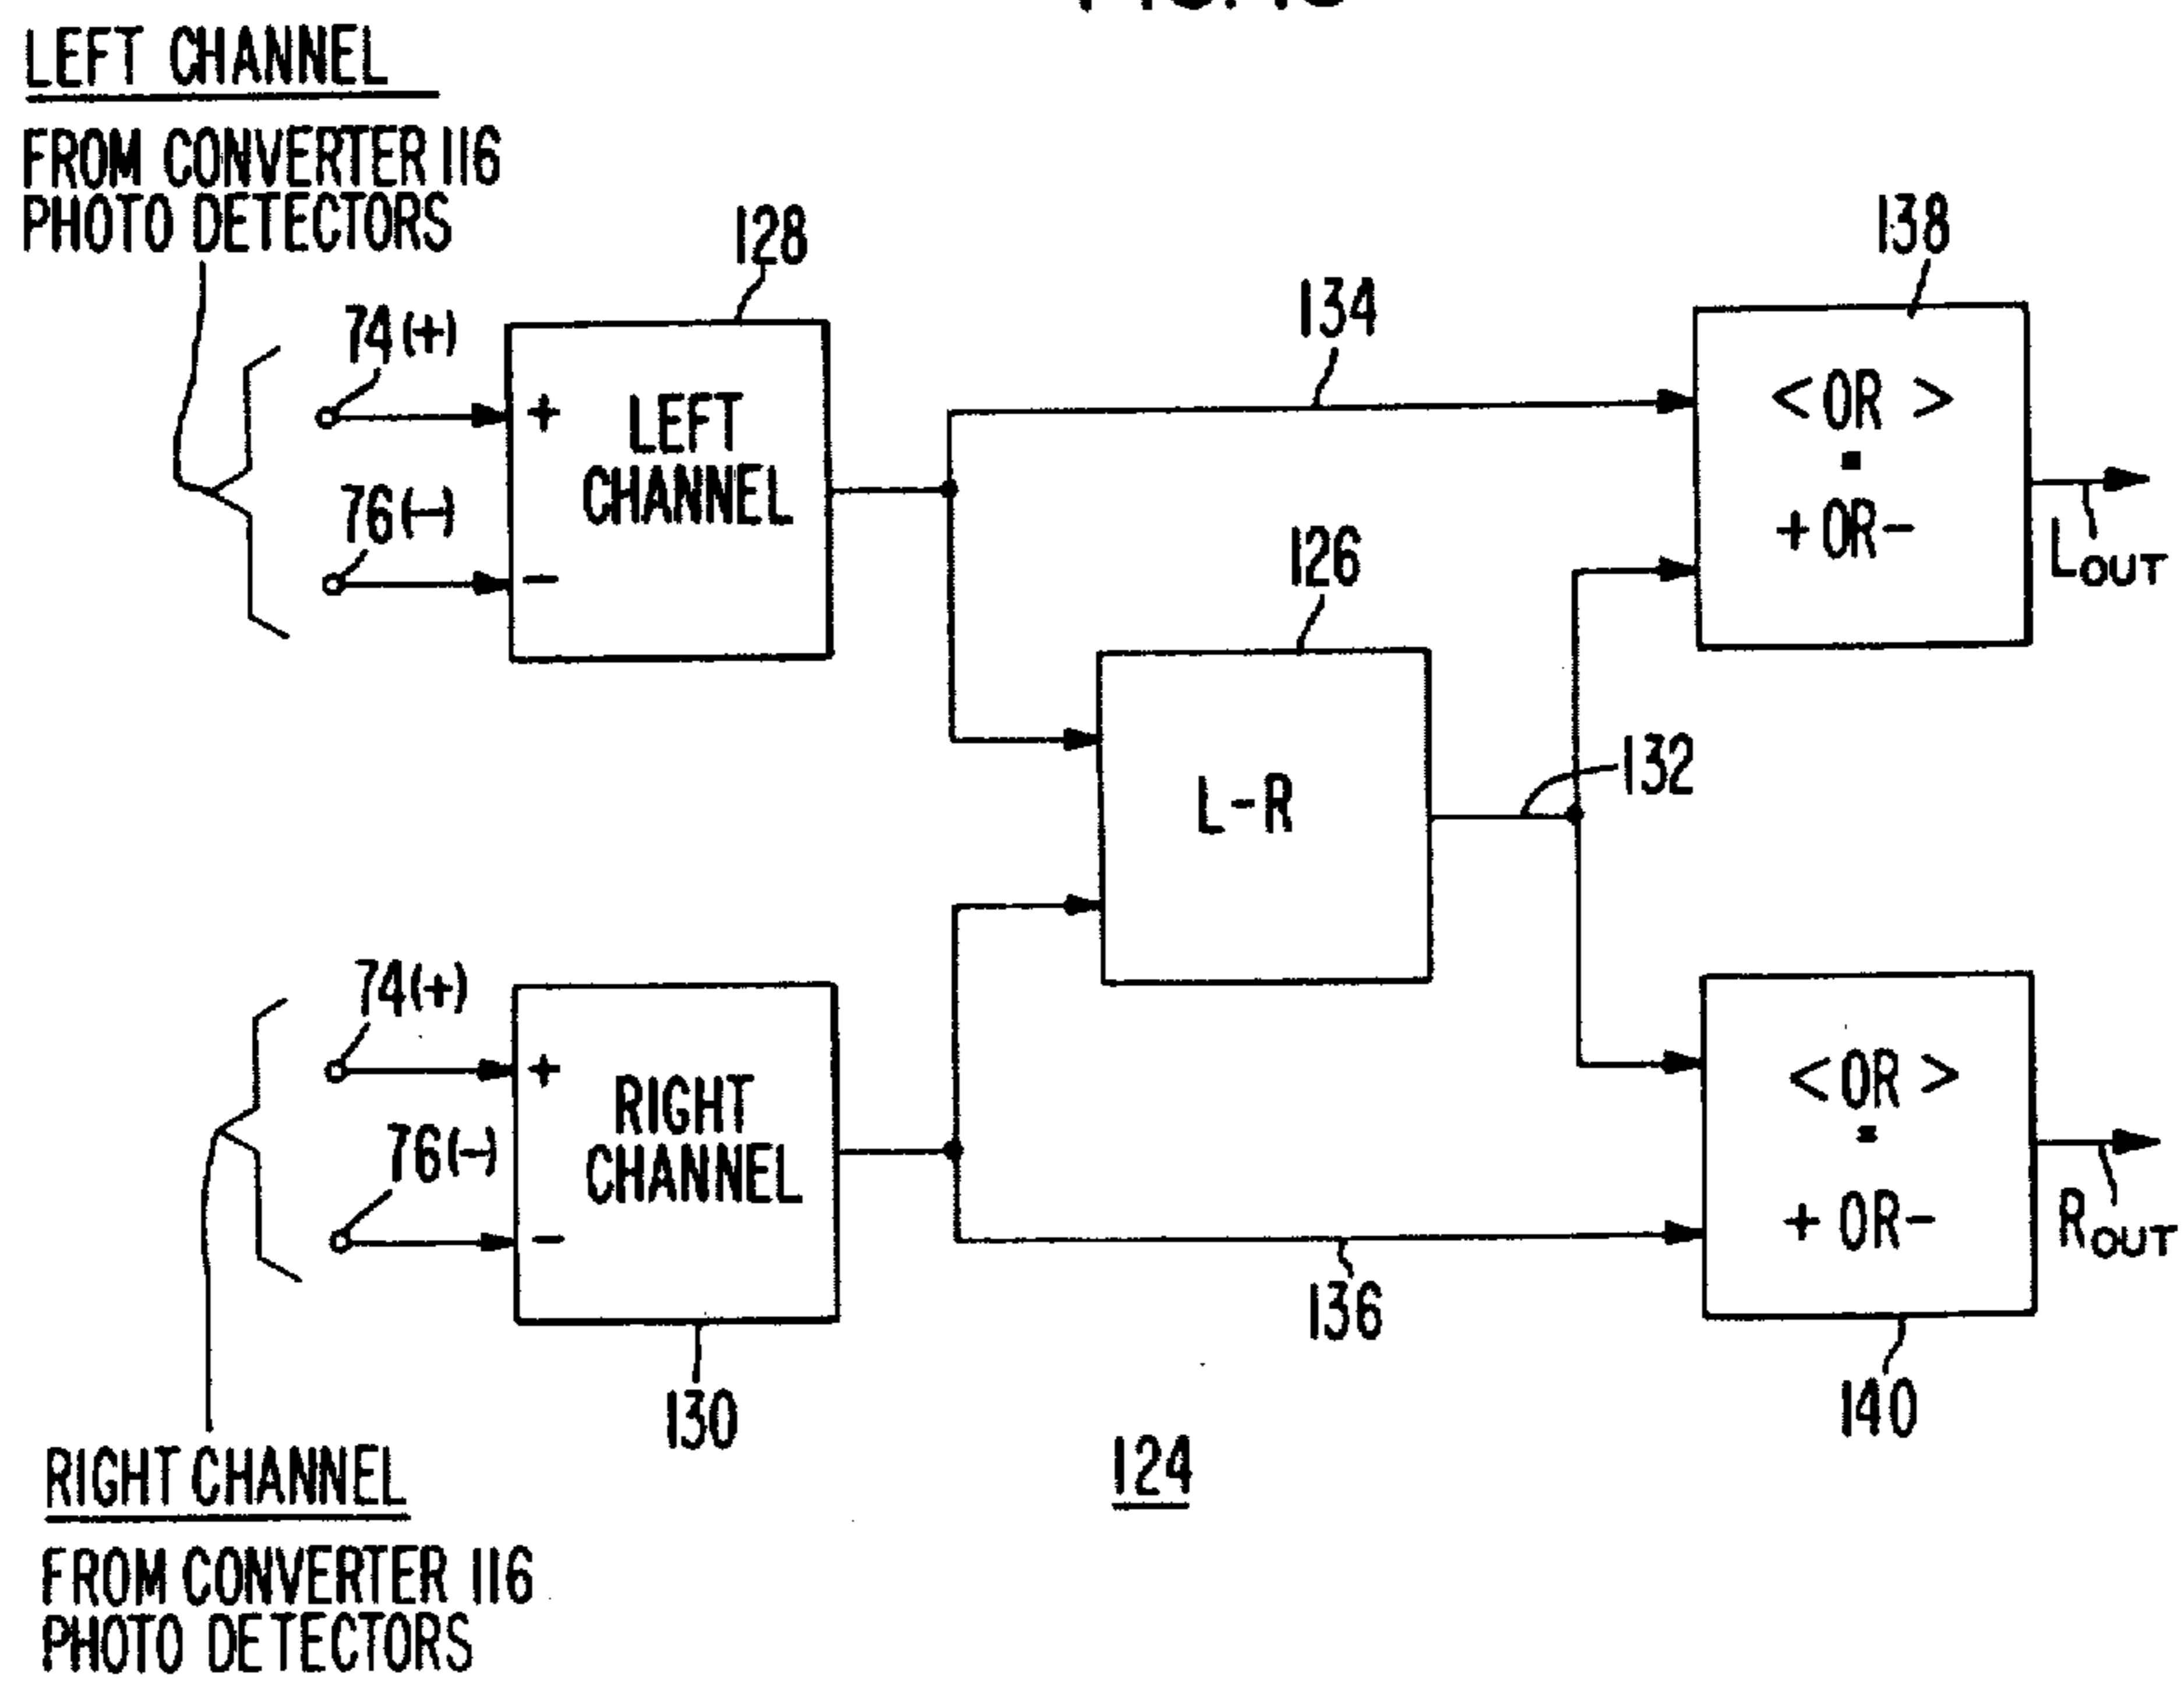 LEFT CHANNEL
FROM CONVERTER 116
PHOTO DETECTORS
128
138
74(+)
134
+
LEFT
CHANNEL
< OR >
76(-)
+ OR -
126
-
LOUT
132
L-R
74(+)
+
RIGHT
CHANNEL
< OR >
76(-)
-
+ OR -
ROUT
136
130
140
124
RIGHT CHANNEL
FROM CONVERTER 116
PHOTO DETECTORS